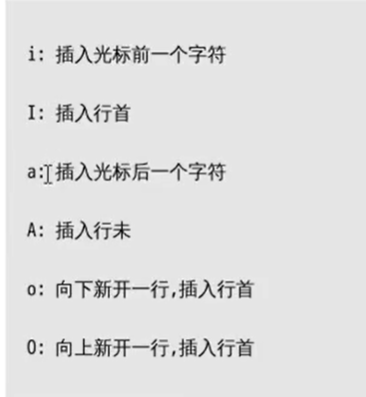 i: 插入光标前一个字符
I: 插入行首
a: 插入光标后一个字符
A: 插入行未
o: 向下新开一行,插入行首
O: 向上新开一行,插入行首